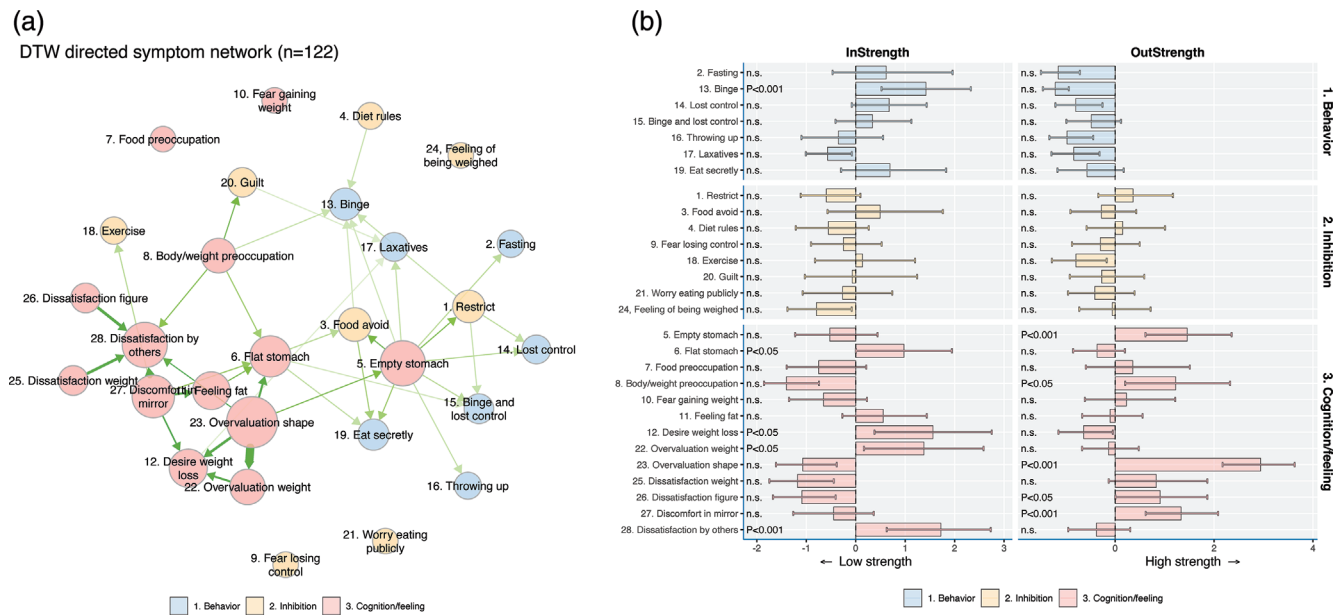 (a)
DTW directed symptom network (n=122)
10. Fear gaining
weight
7. Food preoccupation
4. Diet rules
24, Feeling of
being weighed
20. Guilt
13. Binge
18. Exercise
17. Laxatives
2. Fasting
8. Body/weight preoccupation
26. Dissatisfaction figure
1. Restrict
3. Food avoid
28. Dissatisfaction by
others
6. Flat stomach
14. Lost control
5. Empty stomach
25. Dissatisfaction weight
27. Discomfort in
mirror
11. Feeling fat
15. Binge and
lost control
23. Overvaluation shape
19. Eat secretly
12. Desire weight
loss
22. Overvaluation weight
16. Throwing up
21. Worry eating
publicly
9. Fear losing
control
1. Behavior
2. Inhibition
3. Cognition/feeling
(b)
InStrength
OutStrength
2. Fasting n.s. n.s.
13. Binge P<0.001 n.s.
14. Lost control n.s. n.s.
15. Binge and lost control n.s. n.s.
16. Throwing up n.s. n.s.
17. Laxatives n.s. n.s.
19. Eat secretly n.s. n.s.
1. Behavior
1. Restrict n.s. n.s.
3. Food avoid n.s. n.s.
4. Diet rules n.s. n.s.
9. Fear losing control n.s. n.s.
18. Exercise n.s. n.s.
20. Guilt n.s. n.s.
21. Worry eating publicly n.s. n.s.
24, Feeling of being weighed n.s. n.s.
2. Inhibition
5. Empty stomach n.s. P<0.001
6. Flat stomach P<0.05 n.s.
7. Food preoccupation n.s. n.s.
8. Body/weight preoccupation n.s. P<0.05
10. Fear gaining weight n.s. n.s.
11. Feeling fat n.s. n.s.
12. Desire weight loss P<0.05 n.s.
22. Overvaluation weight P<0.05 n.s.
23. Overvaluation shape n.s. P<0.001
25. Dissatisfaction weight n.s. n.s.
26. Dissatisfaction figure n.s. P<0.05
27. Discomfort in mirror n.s. P<0.001
28. Dissatisfaction by others P<0.001 n.s.
3. Cognition/feeling
-2 -1 0 1 2 3 0 2 4
← Low strength
High strength →
1. Behavior
2. Inhibition
3. Cognition/feeling